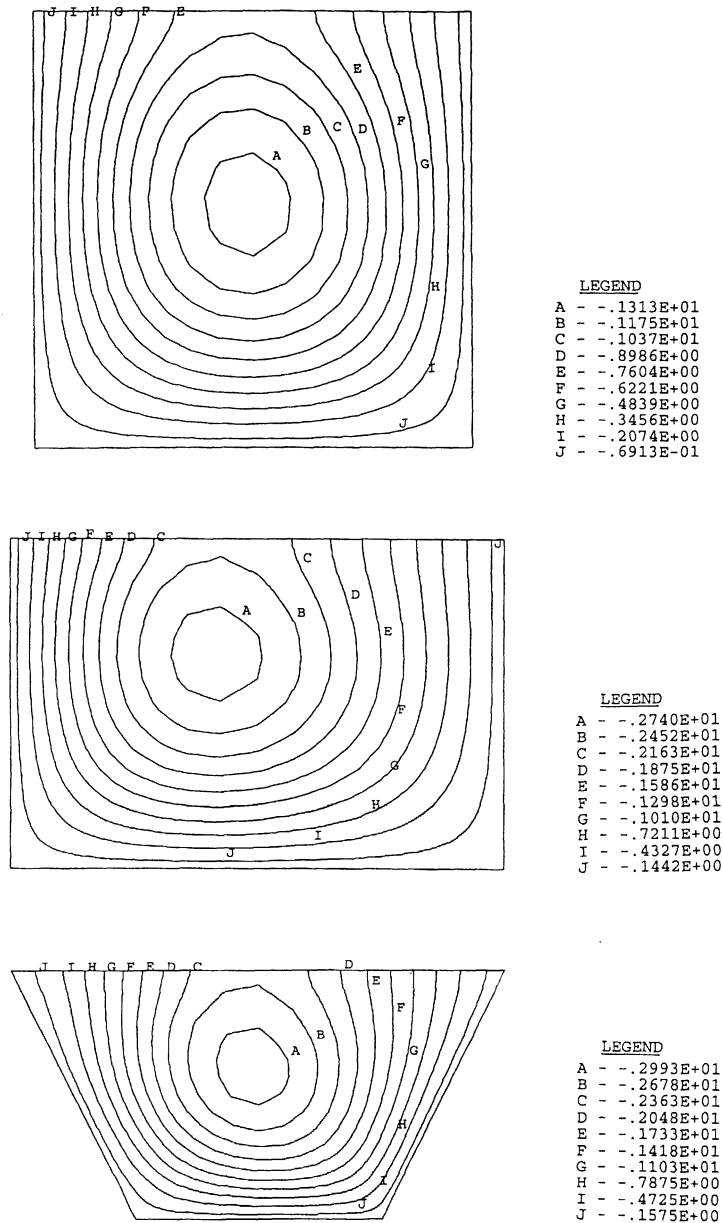 J I H G F E
E
F
B C D
A
G
H
I
J
LEGEND
A - -.1313E+01
B - -.1175E+01
C - -.1037E+01
D - -.8986E+00
E - -.7604E+00
F - -.6221E+00
G - -.4839E+00
H - -.3456E+00
I - -.2074E+00
J - -.6913E-01
J I H G F E D C J
C
D
A B
E
F
G
H
I
J
LEGEND
A - -.2740E+01
B - -.2452E+01
C - -.2163E+01
D - -.1875E+01
E - -.1586E+01
F - -.1298E+01
G - -.1010E+01
H - -.7211E+00
I - -.4327E+00
J - -.1442E+00
J I H G F E D C D
E
F
B
A G
H
I
J
LEGEND
A - -.2993E+01
B - -.2678E+01
C - -.2363E+01
D - -.2048E+01
E - -.1733E+01
F - -.1418E+01
G - -.1103E+01
H - -.7875E+00
I - -.4725E+00
J - -.1575E+00